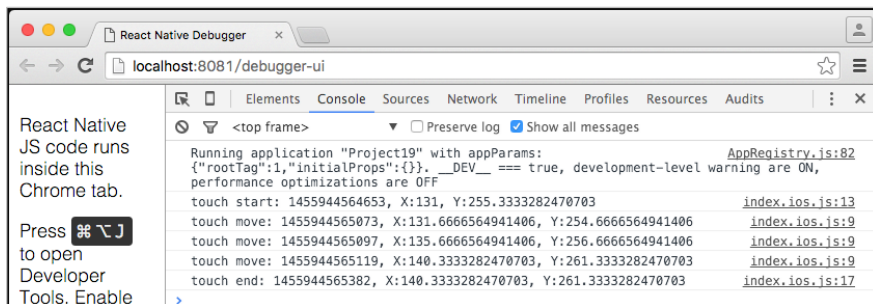 React Native Debugger
localhost:8081/debugger-ui
React Native
JS code runs
inside this
Chrome tab.
Press ⌘⌥J
to open
Developer
Tools. Enable
Elements Console Sources Network Timeline Profiles Resources Audits
<top frame> ▼ Preserve log Show all messages
Running application "Project19" with appParams: AppRegistry.js:82
{"rootTag":1,"initialProps":{}}. __DEV__ === true, development-level warning are ON,
performance optimizations are OFF
touch start: 1455944564653, X:131, Y:255.3333282470703 index.ios.js:13
touch move: 1455944565073, X:131.6666564941406, Y:254.6666564941406 index.ios.js:9
touch move: 1455944565097, X:135.6666564941406, Y:256.6666564941406 index.ios.js:9
touch move: 1455944565119, X:140.3333282470703, Y:261.3333282470703 index.ios.js:9
touch end: 1455944565382, X:140.3333282470703, Y:261.3333282470703 index.ios.js:17
>